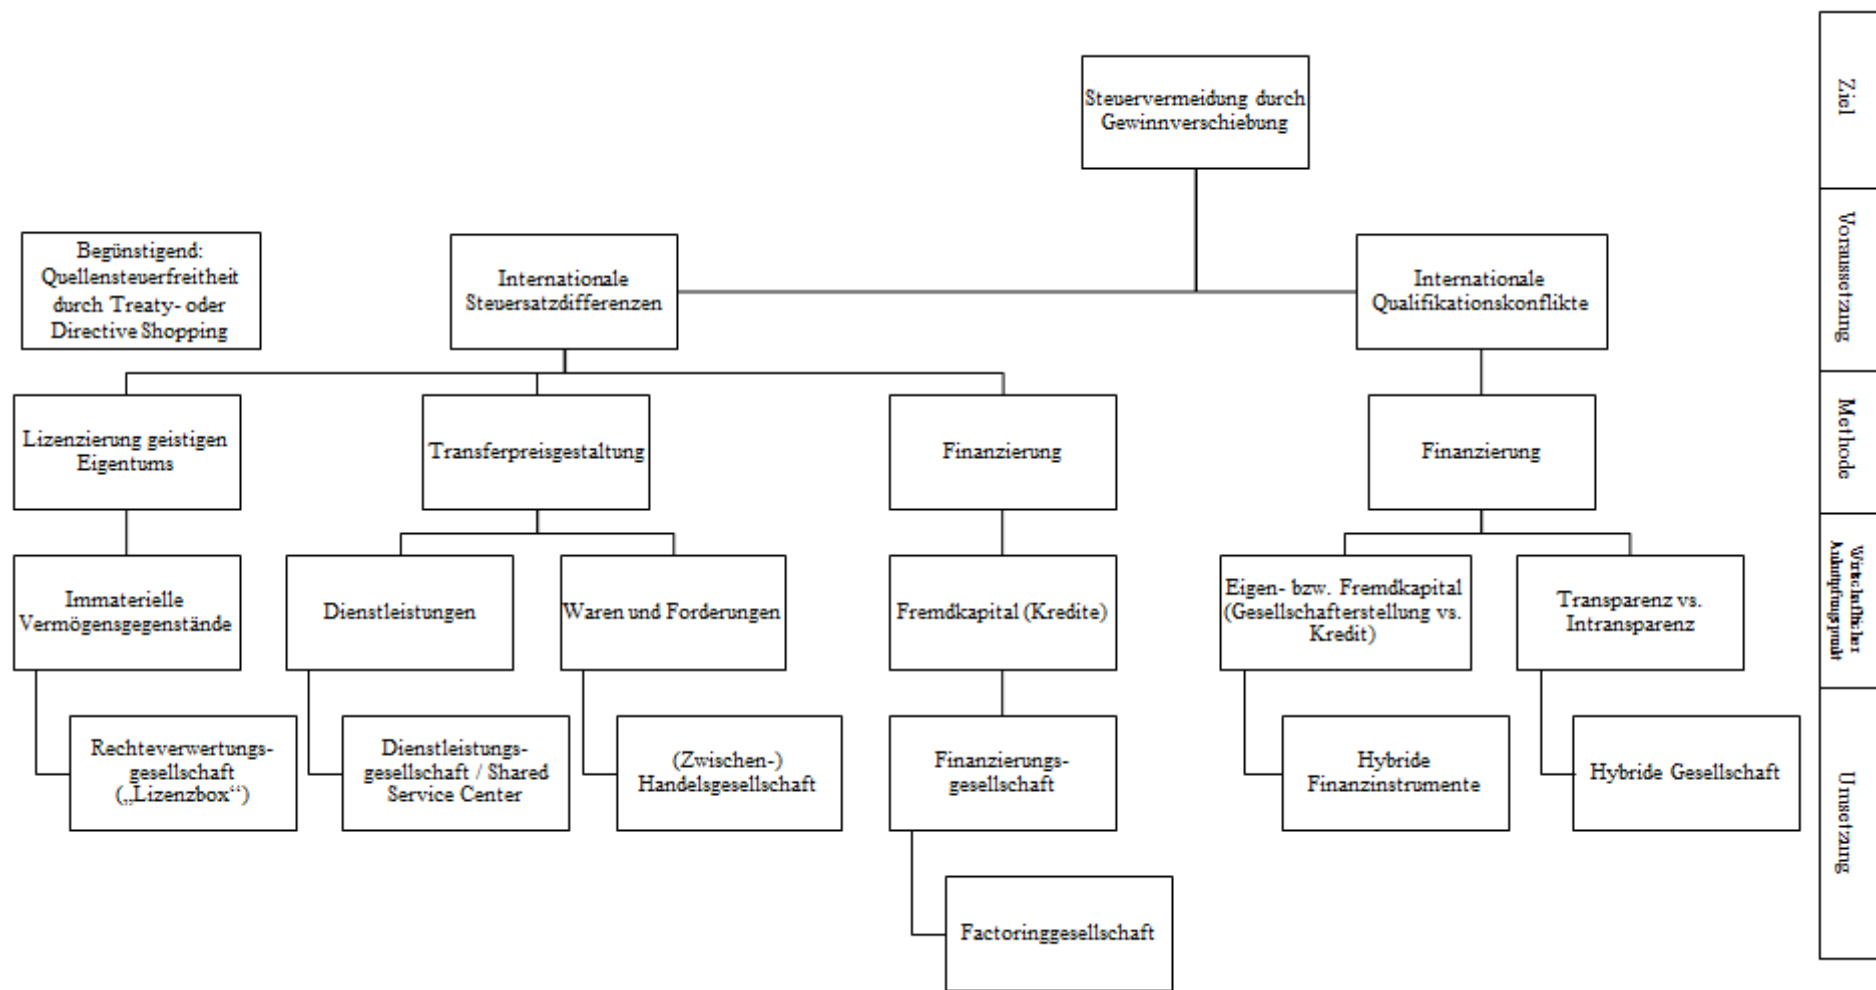 Steuervermeidung durch
Gewinnverschiebung
Ziel
Begünstigend:
Quellensteuerfreitheit
durch Treaty- oder
Directive Shopping
Internationale
Steuersatzdifferenzen
Internationale
Qualifikationskonflikte
Voraussetzung
Lizenzierung geistigen
Eigentums
Transferpreisgestaltung
Finanzierung
Finanzierung
Methode
Immaterielle
Vermögensgegenstände
Dienstleistungen
Waren und Forderungen
Fremdkapital (Kredite)
Eigen- bzw. Fremdkapital
(Gesellschafterstellung vs.
Kredit)
Transparenz vs.
Intransparenz
Wirtschaftlicher
Anknüpfungspunkt
Rechteverwertungs-
gesellschaft
(„Lizenzbox“)
Dienstleistungs-
gesellschaft / Shared
Service Center
(Zwischen-)
Handelsgesellschaft
Finanzierungs-
gesellschaft
Hybride
Finanzinstrumente
Hybride Gesellschaft
Umsetzung
Factoringgesellschaft